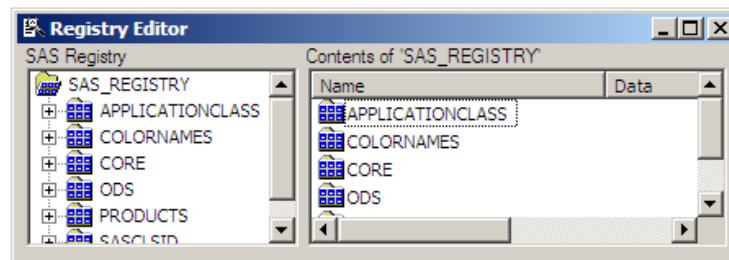 Registry Editor
SAS Registry
Contents of 'SAS_REGISTRY'
SAS_REGISTRY
APPLICATIONCLASS
COLORNAMES
CORE
ODS
PRODUCTS
SASCLSID
Name Data
APPLICATIONCLASS
COLORNAMES
CORE
ODS